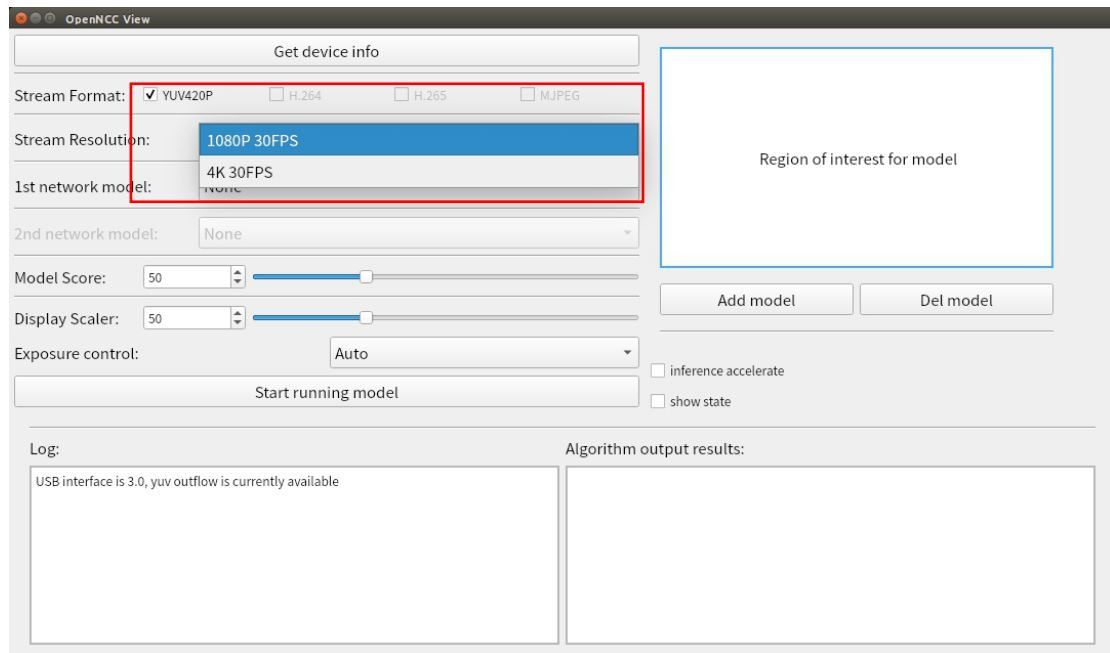 OpenNCC View
Get device info
Stream Format: YUV420P H.264 H.265 MJPEG
Stream Resolution: 1080P 30FPS
4K 30FPS
1st network model: None
2nd network model: None
Model Score: 50
Display Scaler: 50
Exposure control: Auto
Start running model
Region of interest for model
Add model Del model
inference accelerate
show state
Log:
USB interface is 3.0, yuv outflow is currently available
Algorithm output results: